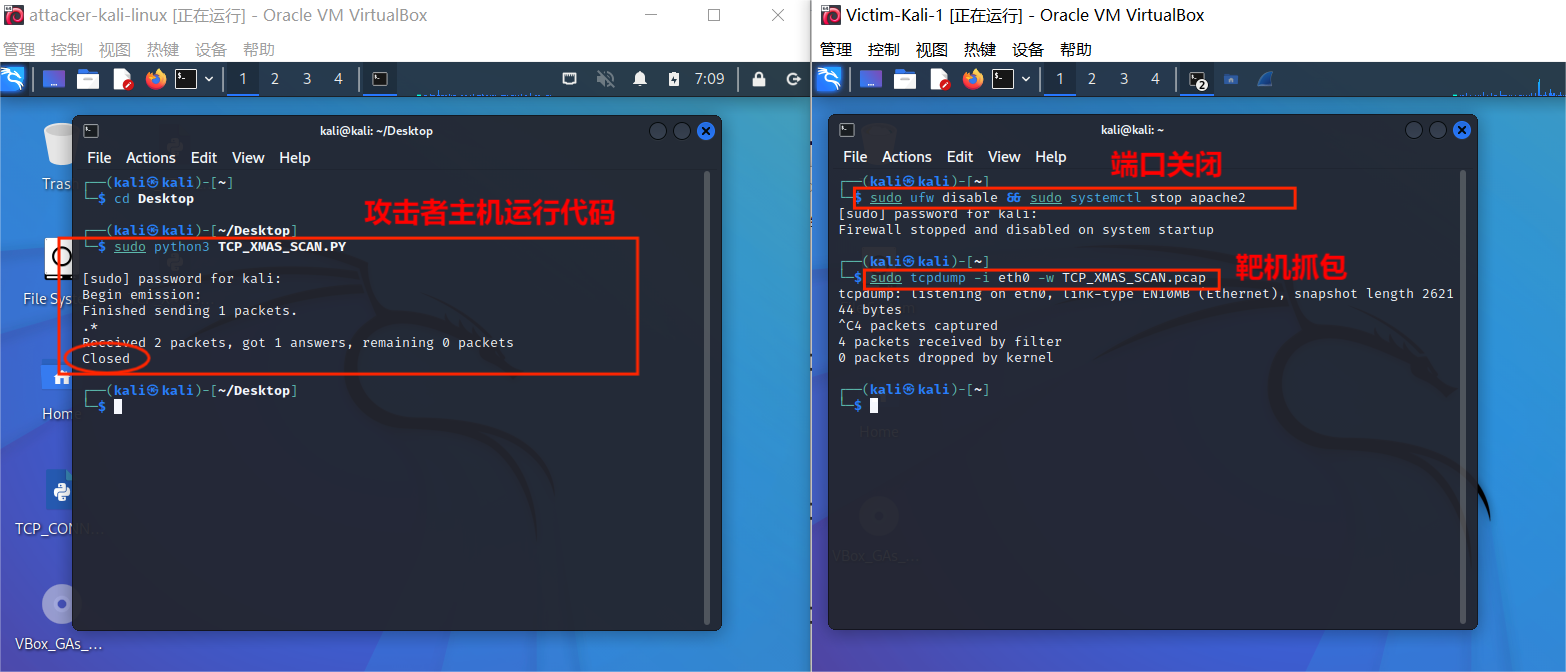 attacker-kali-linux [正在运行] - Oracle VM VirtualBox
管理 控制 视图 热键 设备 帮助
1 2 3 4 7:09
Trash
File Sys
Home
TCP_CONN...
VBox_GAs_...
kali@kali: ~/Desktop
File Actions Edit View Help
┌──(kali㉿kali)-[~]
└─$ cd Desktop
┌──(kali㉿kali)-[~/Desktop]
└─$ sudo python3 TCP_XMAS_SCAN.PY
攻击者主机运行代码
[sudo] password for kali:
Begin emission:
Finished sending 1 packets.
.*
Received 2 packets, got 1 answers, remaining 0 packets
Closed
┌──(kali㉿kali)-[~/Desktop]
└─$
Victim-Kali-1 [正在运行] - Oracle VM VirtualBox
管理 控制 视图 热键 设备 帮助
1 2 3 4 2
kali@kali: ~
File Actions Edit View Help
端口关闭
┌──(kali㉿kali)-[~]
└─$ sudo ufw disable && sudo systemctl stop apache2
[sudo] password for kali:
Firewall stopped and disabled on system startup
┌──(kali㉿kali)-[~]
└─$ sudo tcpdump -i eth0 -w TCP_XMAS_SCAN.pcap
靶机抓包
tcpdump: listening on eth0, link-type EN10MB (Ethernet), snapshot length 2621
44 bytes
^C4 packets captured
4 packets received by filter
0 packets dropped by kernel
┌──(kali㉿kali)-[~]
└─$
Home
VBox_GAs_...